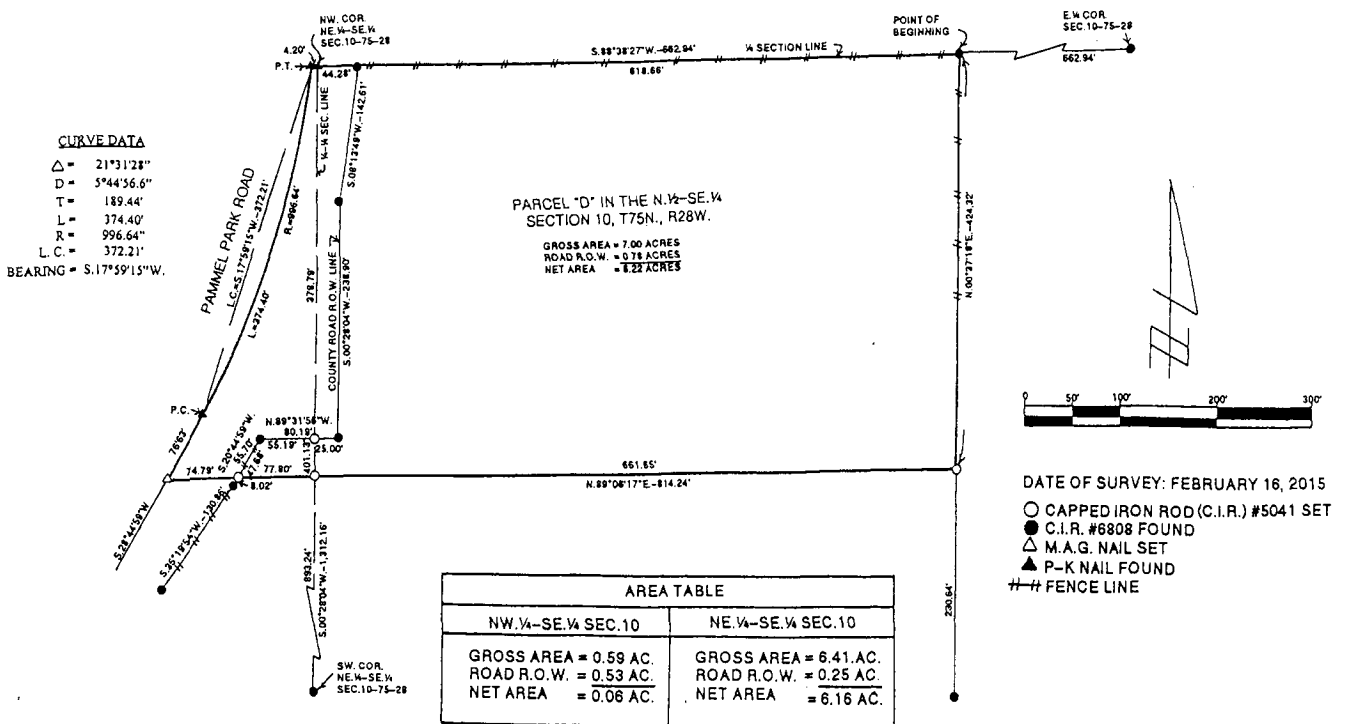 NW. COR.
NE.¼–SE.¼
SEC.10–75–28
4.20'
P.T.
44.28'
S.88°38'27"W.–662.94'
¼ SECTION LINE
618.66'
POINT OF
BEGINNING
E.¼ COR.
SEC.10–75–28
662.94'
CURVE DATA
△= 21°31'28"
D = 5°44'56.6"
T = 189.44'
L = 374.40'
R = 996.64"
L.C. = 372.21'
BEARING = S.17°59'15"W.
PAMMEL PARK ROAD
L.C.=S.17°59'15"W.–372.21'
R.=996.64'
L.=374.40'
¼–¼ SEC. LINE
378.79'
COUNTY ROAD R.O.W. LINE
S.00°28'04"W.–238.90'
S.08°13'49"W.–142.61'
PARCEL "D" IN THE N.½–SE.¼
SECTION 10, T75N., R28W.
GROSS AREA = 7.00 ACRES
ROAD R.O.W. = 0.78 ACRES
NET AREA = 6.22 ACRES
N.00°37'18"E.–424.32'
P.C.
76.63'
S.20°44'59"W.
55.70'
N.89°31'56"W.
80.19'
55.19'
25.00'
401.13'
74.79'
77.80'
8.02'
661.65'
N.89°06'17"E.–814.24'
S.28°44'59"W
S.35°19'54"W.–130.86'
893.24'
S.00°28'04"W.–1,312.16'
230.64'
SW. COR.
NE.¼–SE.¼
SEC.10–75–28
0 50' 100' 200' 300'
DATE OF SURVEY: FEBRUARY 16, 2015
CAPPED IRON ROD (C.I.R.) #5041 SET
C.I.R. #6808 FOUND
M.A.G. NAIL SET
P–K NAIL FOUND
FENCE LINE
AREA TABLE
NW.¼–SE.¼ SEC.10
GROSS AREA = 0.59 AC.
ROAD R.O.W. = 0.53 AC.
NET AREA = 0.06 AC.
NE.¼–SE.¼ SEC.10
GROSS AREA = 6.41.AC.
ROAD R.O.W. = 0.25 AC.
NET AREA = 6.16 AC.